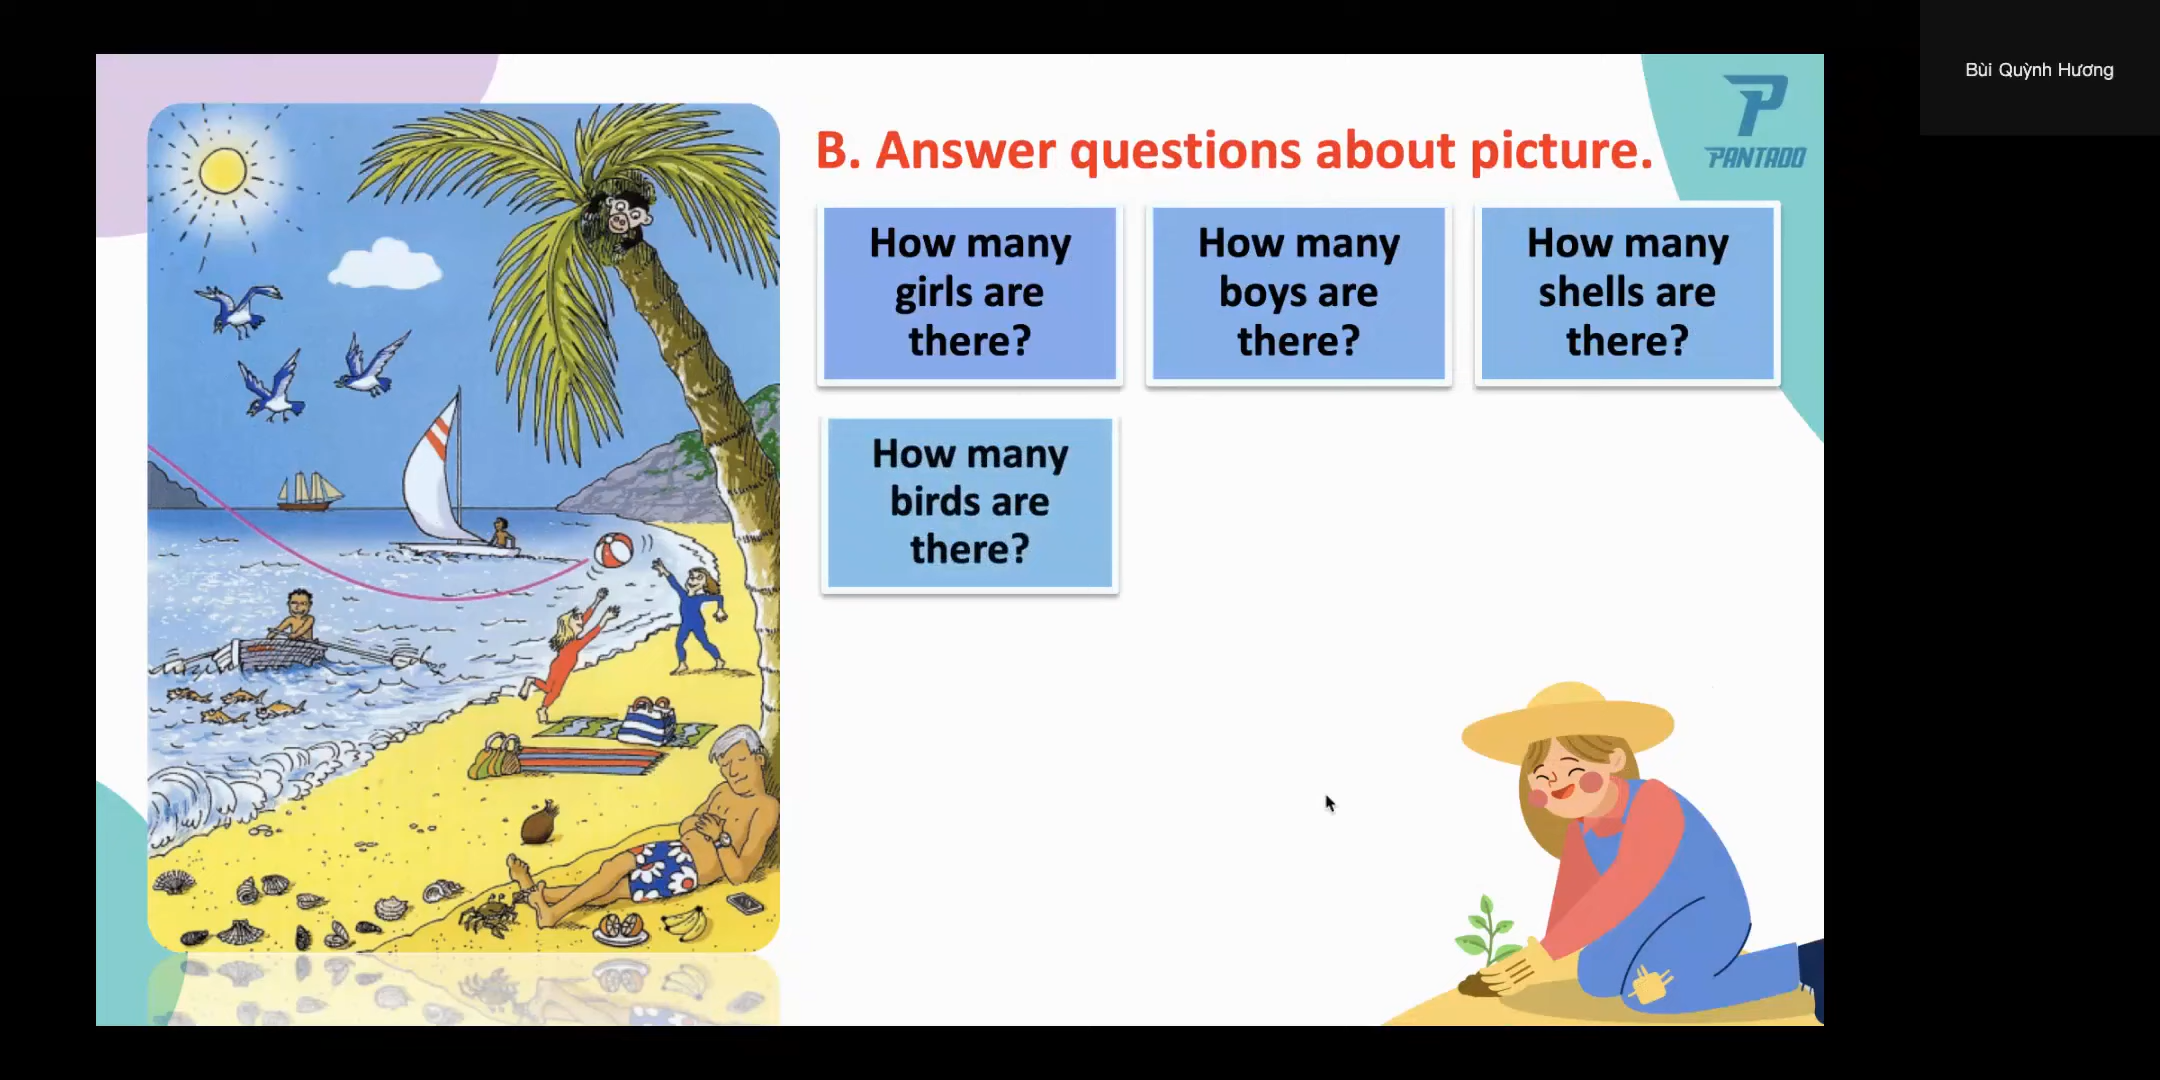 Bùi Quỳnh Hương
PANTADO
B. Answer questions about picture.
How many
girls are
there?
How many
boys are
there?
How many
shells are
there?
How many
birds are
there?